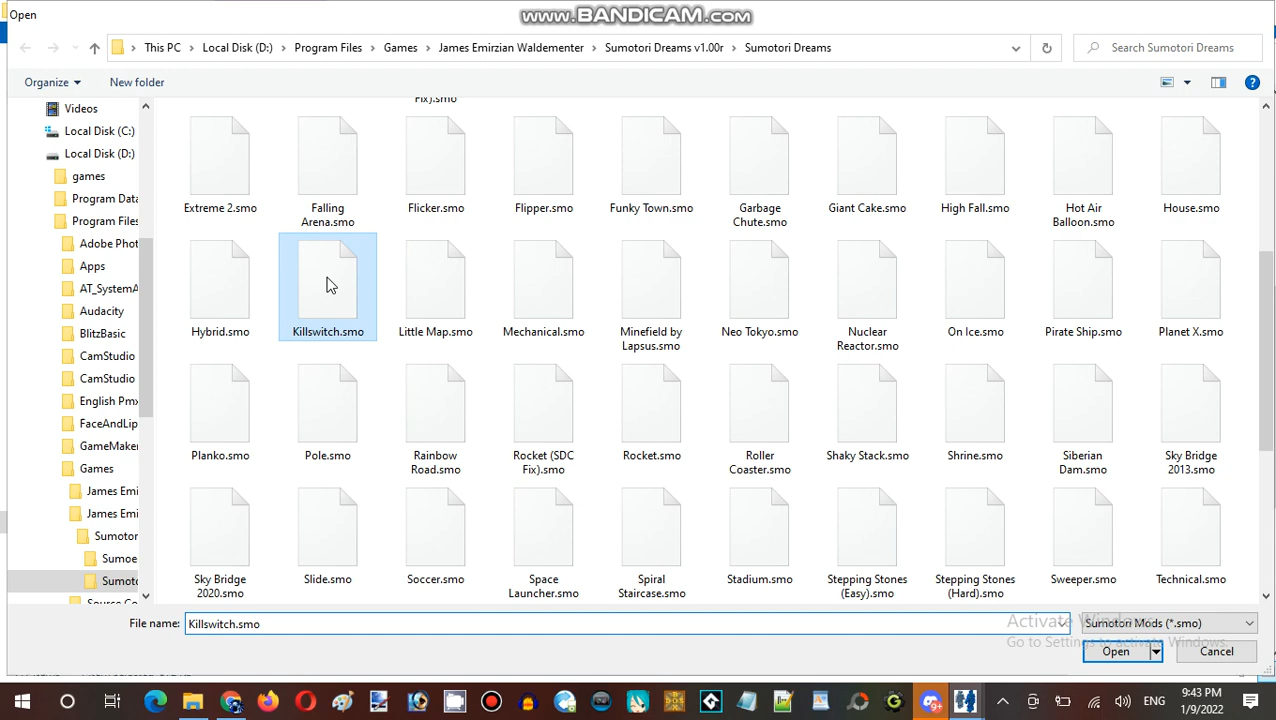 Open
www.BANDICAM.com
This PC > Local Disk (D:) > Program Files > Games > James Emirzian Waldementer > Sumotori Dreams v1.00r > Sumotori Dreams
Search Sumotori Dreams
Organize
New folder
Videos
Local Disk (C:)
Local Disk (D:)
games
Program Data
Program Files
Adobe Phot
Apps
AT_SystemA
Audacity
BlitzBasic
CamStudio
CamStudio
English Pmx
FaceAndLip
GameMaker
Games
James Emi
James Emi
Sumotor
Sumoe
Sumoto
Source Co
Fix).smo
Extreme 2.smo
Falling
Arena.smo
Flicker.smo
Flipper.smo
Funky Town.smo
Garbage
Chute.smo
Giant Cake.smo
High Fall.smo
Hot Air
Balloon.smo
House.smo
Hybrid.smo
Killswitch.smo
Little Map.smo
Mechanical.smo
Minefield by
Lapsus.smo
Neo Tokyo.smo
Nuclear
Reactor.smo
On Ice.smo
Pirate Ship.smo
Planet X.smo
Planko.smo
Pole.smo
Rainbow
Road.smo
Rocket (SDC
Fix).smo
Rocket.smo
Roller
Coaster.smo
Shaky Stack.smo
Shrine.smo
Siberian
Dam.smo
Sky Bridge
2013.smo
Sky Bridge
2020.smo
Slide.smo
Soccer.smo
Space
Launcher.smo
Spiral
Staircase.smo
Stadium.smo
Stepping Stones
(Easy).smo
Stepping Stones
(Hard).smo
Sweeper.smo
Technical.smo
File name:
Killswitch.smo
Sumotori Mods (*.smo)
Activate Windows
Go to Settings to activate Windows.
Open
Cancel
ENG
9:43 PM
1/9/2022